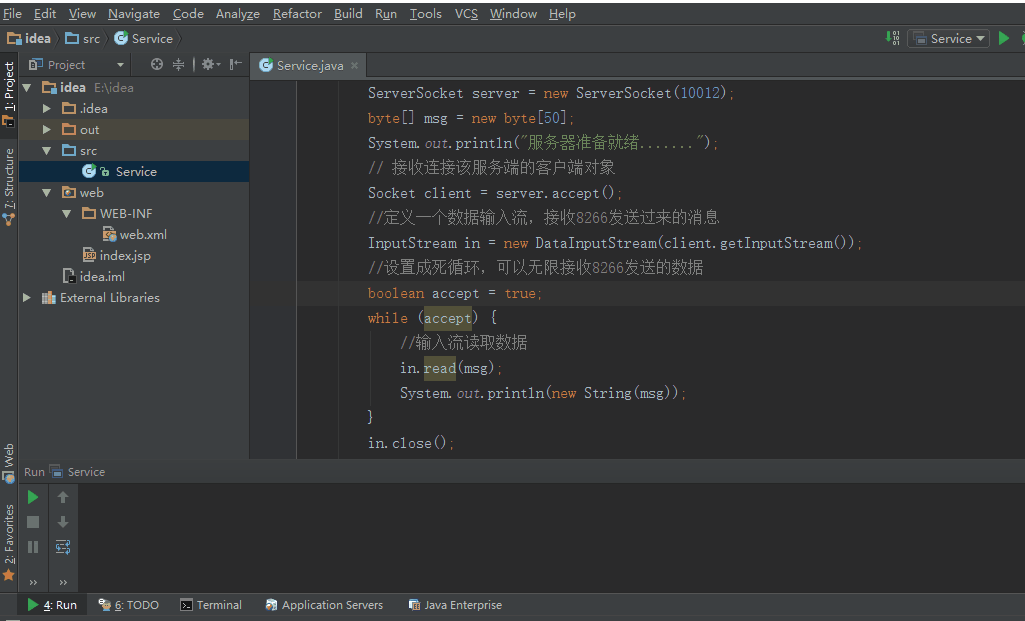 File Edit View Navigate Code Analyze Refactor Build Run Tools VCS Window Help
idea src Service
Service
1: Project
7: Structure
Web
2: Favorites
Project
idea E:\idea
.idea
out
src
Service
web
WEB-INF
web.xml
index.jsp
idea.iml
External Libraries
Service.java
ServerSocket server = new ServerSocket(10012);
byte[] msg = new byte[50];
System.out.println("服务器准备就绪.......");
// 接收连接该服务端的客户端对象
Socket client = server.accept();
//定义一个数据输入流，接收8266发送过来的消息
InputStream in = new DataInputStream(client.getInputStream());
//设置成死循环，可以无限接收8266发送的数据
boolean accept = true;
while (accept) {
//输入流读取数据
in.read(msg);
System.out.println(new String(msg));
}
in.close();
Run Service
4: Run 6: TODO Terminal Application Servers Java Enterprise